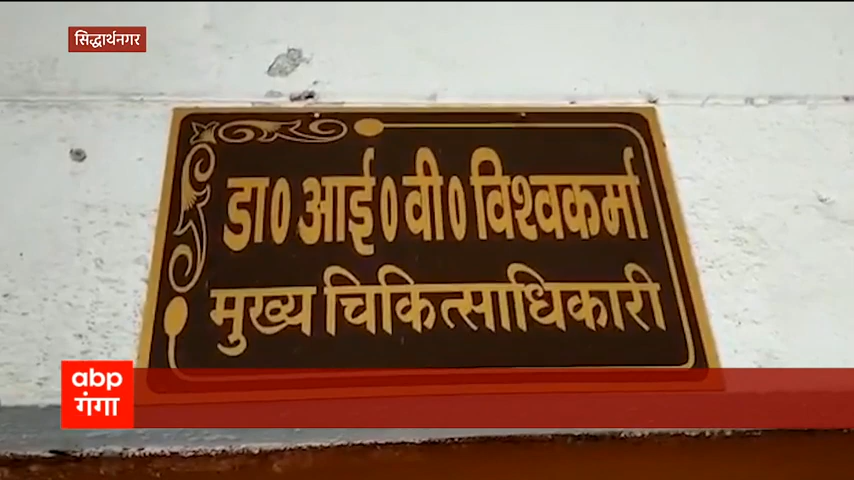 सिद्धार्थनगर
डा० आई० वी० विश्वकर्मा
मुख्य चिकित्साधिकारी
abp
गंगा